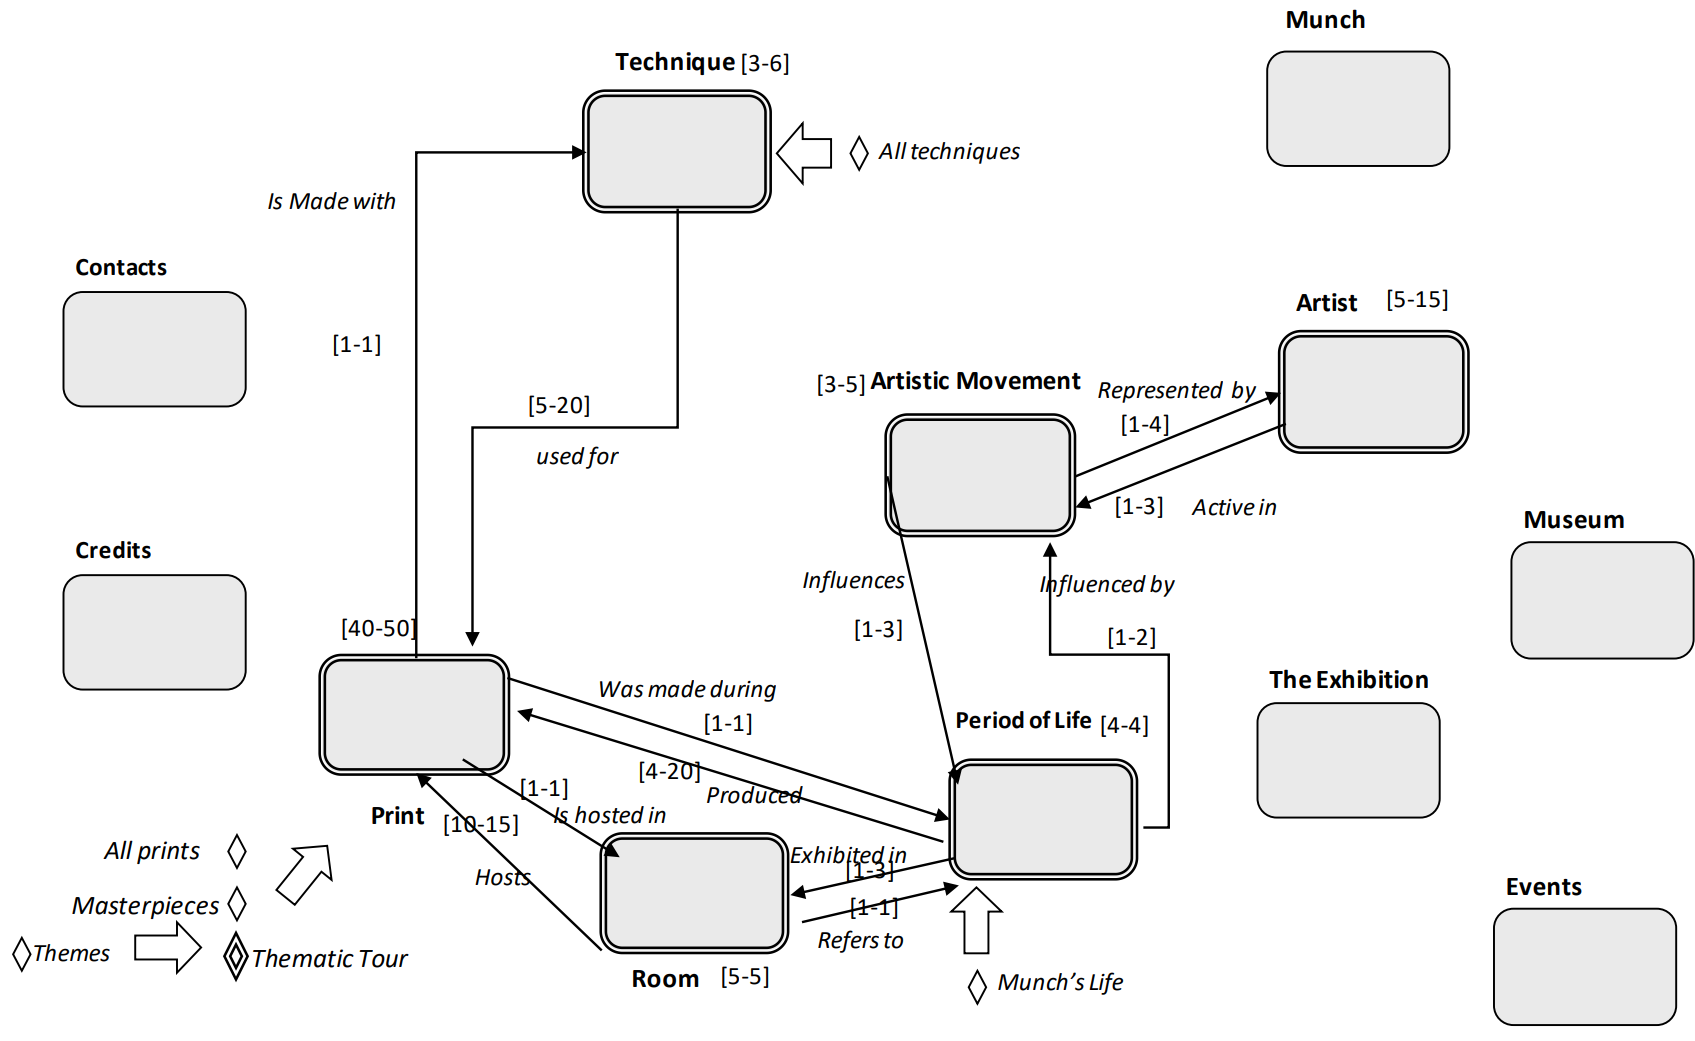 Munch
Technique [3-6]
All techniques
Is Made with
Contacts
Artist [5-15]
[1-1]
[3-5] Artistic Movement
Represented by
[5-20]
[1-4]
used for
[1-3] Active in
Museum
Credits
Influences
Influenced by
[40-50]
[1-3]
[1-2]
The Exhibition
Was made during
[1-1]
Period of Life [4-4]
[4-20]
Produced
[1-1]
Is hosted in
Print [10-15]
All prints
Exhibited in
[1-3]
Hosts
Events
Masterpieces
[1-1]
Refers to
Themes
Thematic Tour
Room [5-5]
Munch's Life